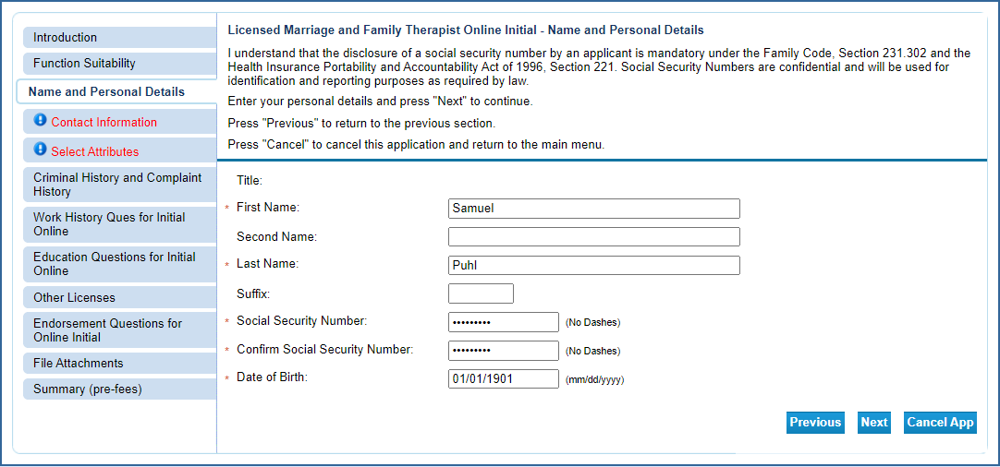 Introduction
Function Suitability
Name and Personal Details
Contact Information
Select Attributes
Criminal History and Complaint
History
Work History Ques for Initial
Online
Education Questions for Initial
Online
Other Licenses
Endorsement Questions for
Online Initial
File Attachments
Summary (pre-fees)
Licensed Marriage and Family Therapist Online Initial - Name and Personal Details
I understand that the disclosure of a social security number by an applicant is mandatory under the Family Code, Section 231.302 and the
Health Insurance Portability and Accountability Act of 1996, Section 221. Social Security Numbers are confidential and will be used for
identification and reporting purposes as required by law.
Enter your personal details and press "Next" to continue.
Press "Previous" to return to the previous section.
Press "Cancel" to cancel this application and return to the main menu.
Title:
* First Name: Samuel
Second Name:
* Last Name: Puhl
Suffix:
* Social Security Number: ••••••••• (No Dashes)
* Confirm Social Security Number: ••••••••• (No Dashes)
* Date of Birth: 01/01/1901 (mm/dd/yyyy)
Previous Next Cancel App